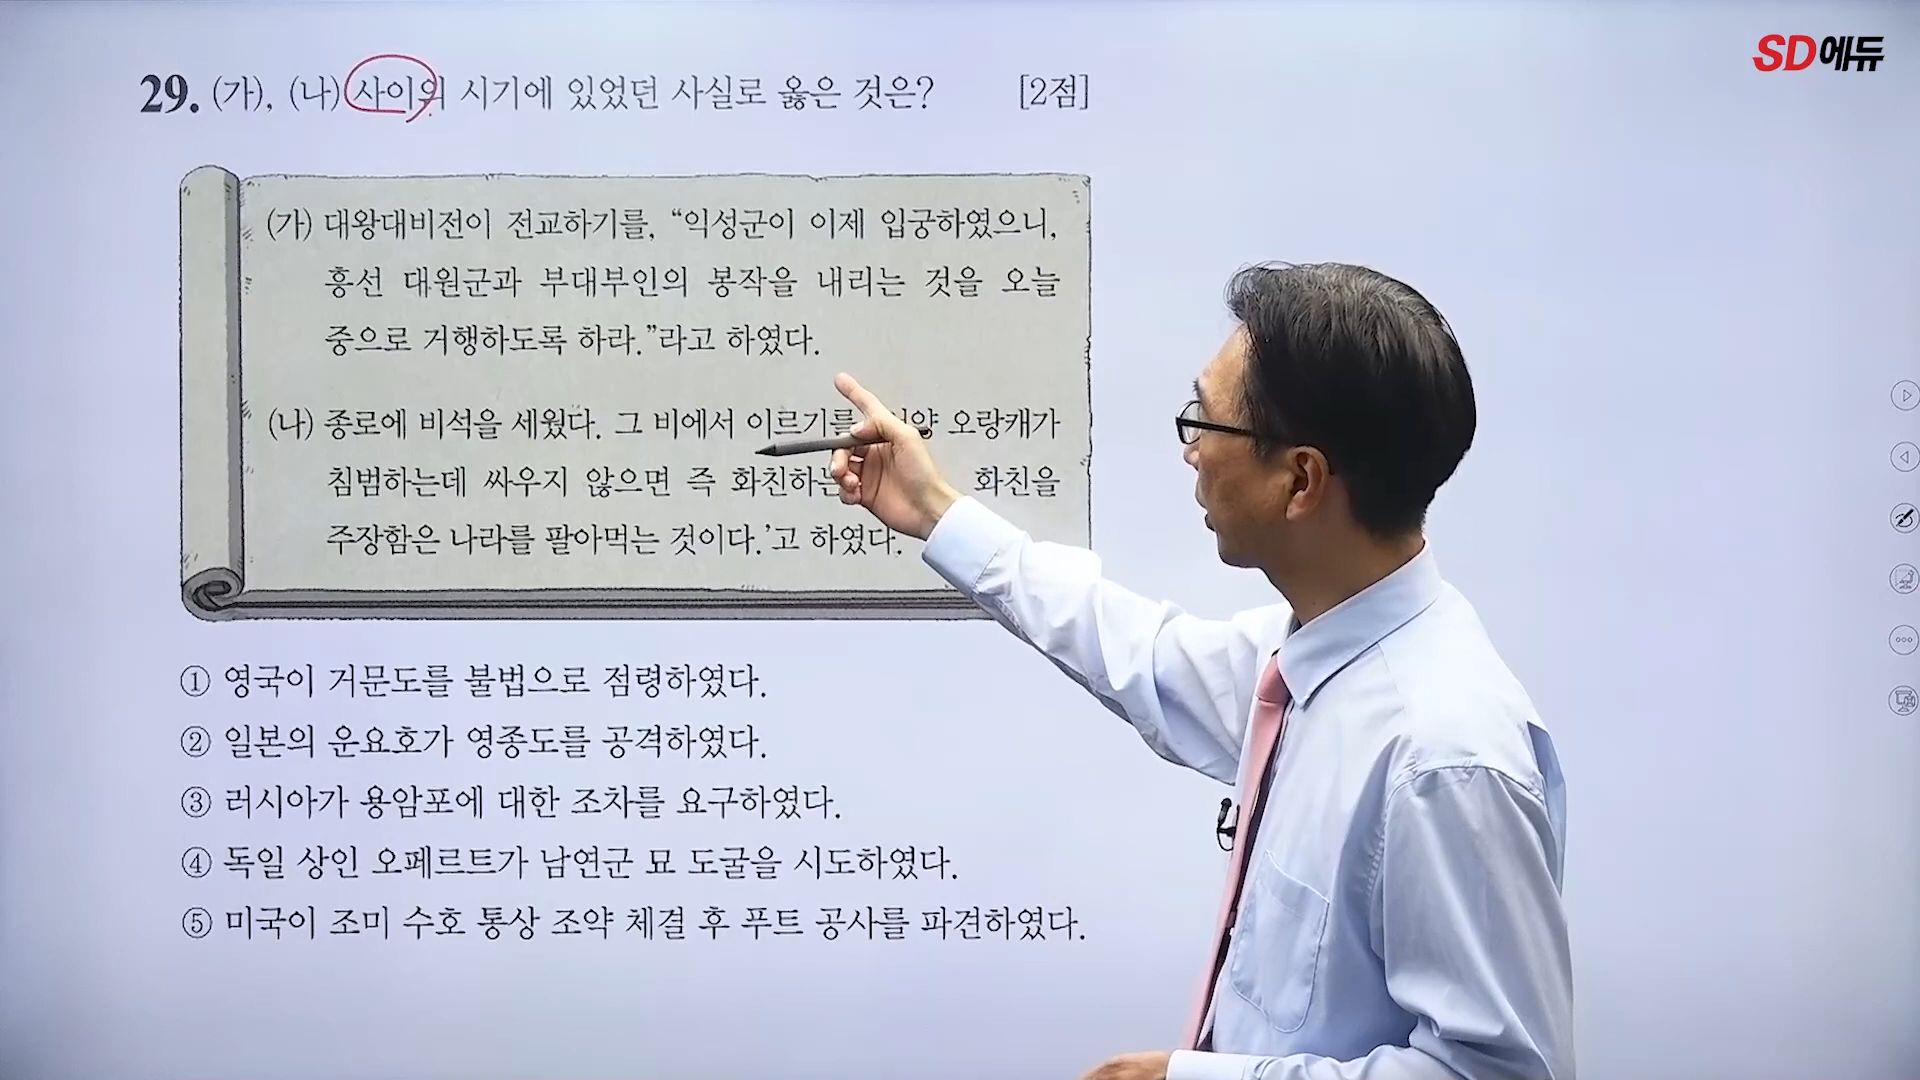 SD에듀
29. (가), (나) 사이의 시기에 있었던 사실로 옳은 것은? [2점]
(가) 대왕대비전이 전교하기를, “익성군이 이제 입궁하였으니,
흥선 대원군과 부대부인의 봉작을 내리는 것을 오늘
중으로 거행하도록 하라.”라고 하였다.
(나) 종로에 비석을 세웠다. 그 비에서 이르기를 오랑캐가
침범하는데 싸우지 않으면 즉 화친하는 화친을
주장함은 나라를 팔아먹는 것이다.’고 하였다.
① 영국이 거문도를 불법으로 점령하였다.
② 일본의 운요호가 영종도를 공격하였다.
③ 러시아가 용암포에 대한 조차를 요구하였다.
④ 독일 상인 오페르트가 남연군 묘 도굴을 시도하였다.
⑤ 미국이 조미 수호 통상 조약 체결 후 푸트 공사를 파견하였다.